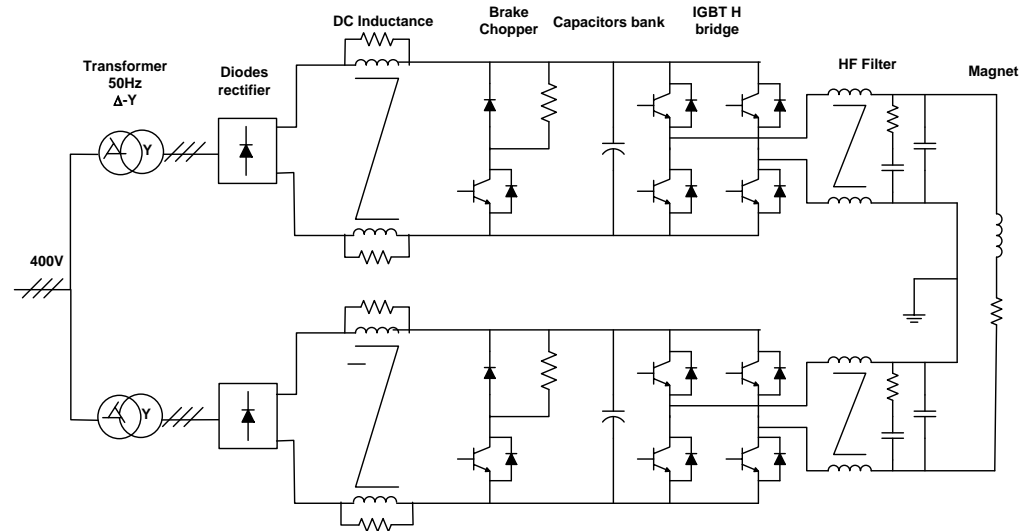 DC Inductance
Brake
Chopper
Capacitors bank
IGBT H
bridge
Transformer
50Hz
Δ-Y
Diodes
rectifier
HF Filter
Magnet
Y
400V
Y